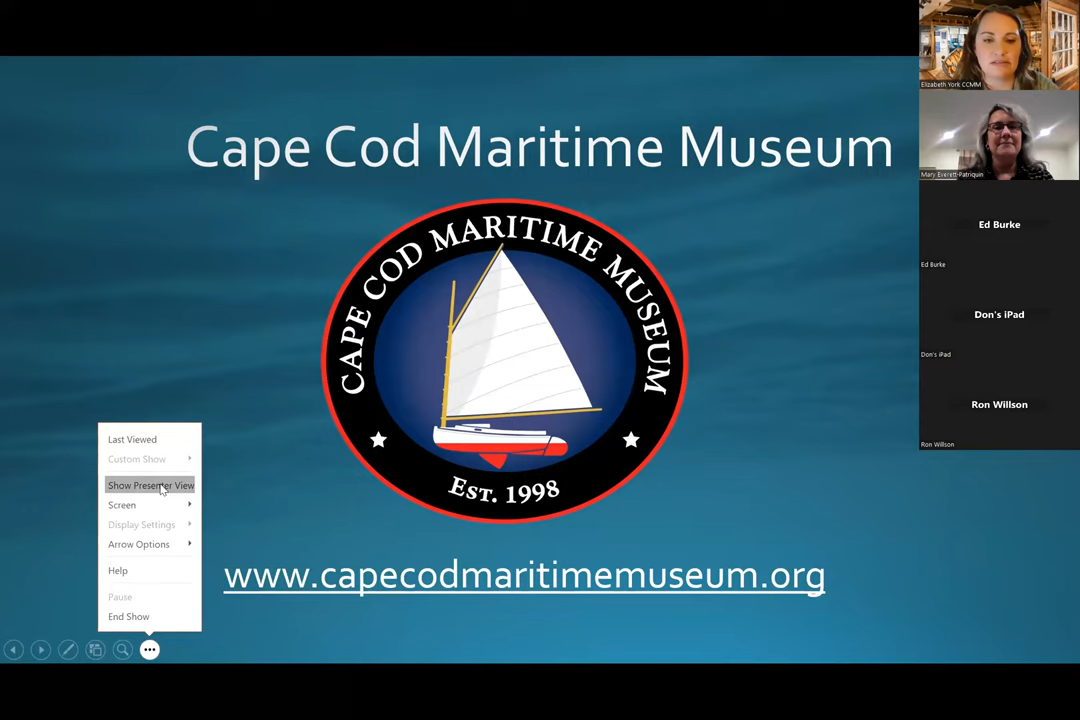 Cape Cod Maritime Museum
CAPE COD MARITIME MUSEUM
EST. 1998
www.capecodmaritimemuseum.org
Last Viewed
Custom Show
Show Presenter View
Screen
Display Settings
Arrow Options
Help
Pause
End Show
Elizabeth York CCMM
Mary Everett-Patriquin
Ed Burke
Ed Burke
Don's iPad
Don's iPad
Ron Willson
Ron Willson